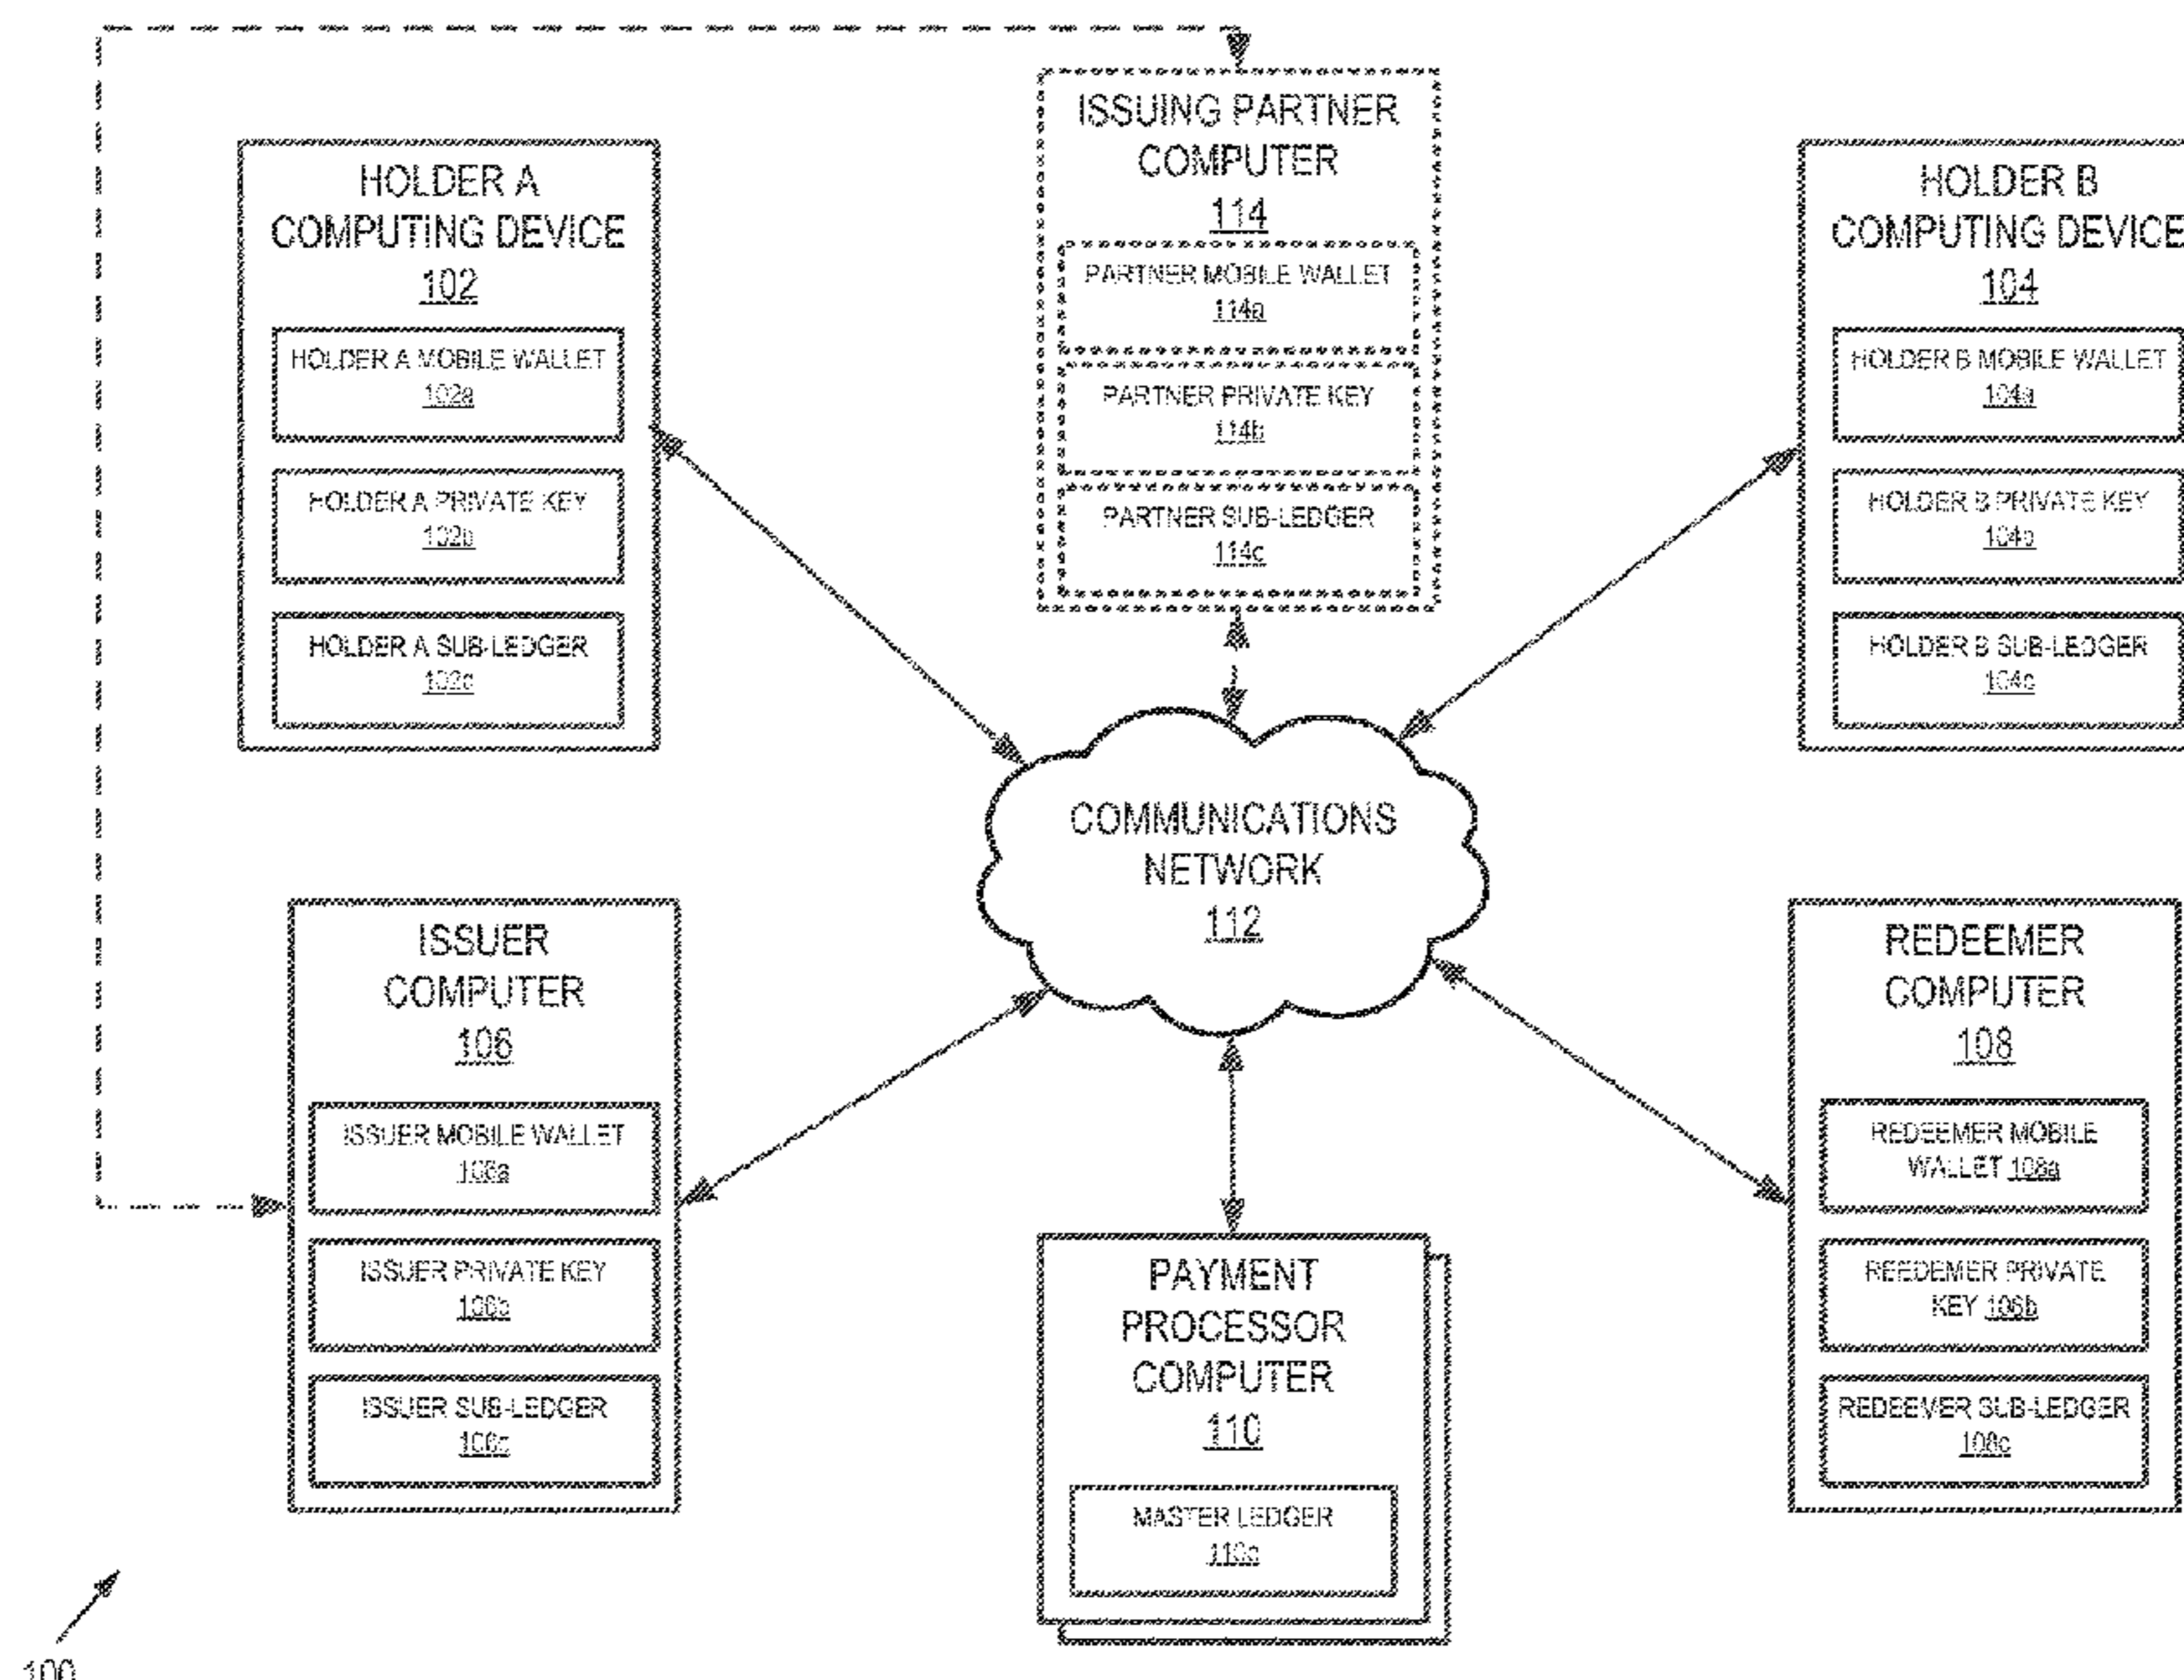 ISSUING PARTNER
COMPUTER
114
PARTNER MOBILE WALLET
114a
PARTNER PRIVATE KEY
114b
PARTNER SUB-LEDGER
114c
HOLDER A
COMPUTING DEVICE
102
HOLDER A MOBILE WALLET
102a
HOLDER A PRIVATE KEY
102b
HOLDER A SUB-LEDGER
102c
HOLDER B
COMPUTING DEVICE
104
HOLDER B MOBILE WALLET
104a
HOLDER B PRIVATE KEY
104b
HOLDER B SUB-LEDGER
104c
COMMUNICATIONS
NETWORK
112
ISSUER
COMPUTER
106
ISSUER MOBILE WALLET
106a
ISSUER PRIVATE KEY
106b
ISSUER SUB-LEDGER
106c
REDEEMER
COMPUTER
108
REDEEMER MOBILE
WALLET 108a
REEDEMER PRIVATE
KEY 106b
REDEEMER SUB-LEDGER
108c
PAYMENT
PROCESSOR
COMPUTER
110
MASTER LEDGER
110a
100